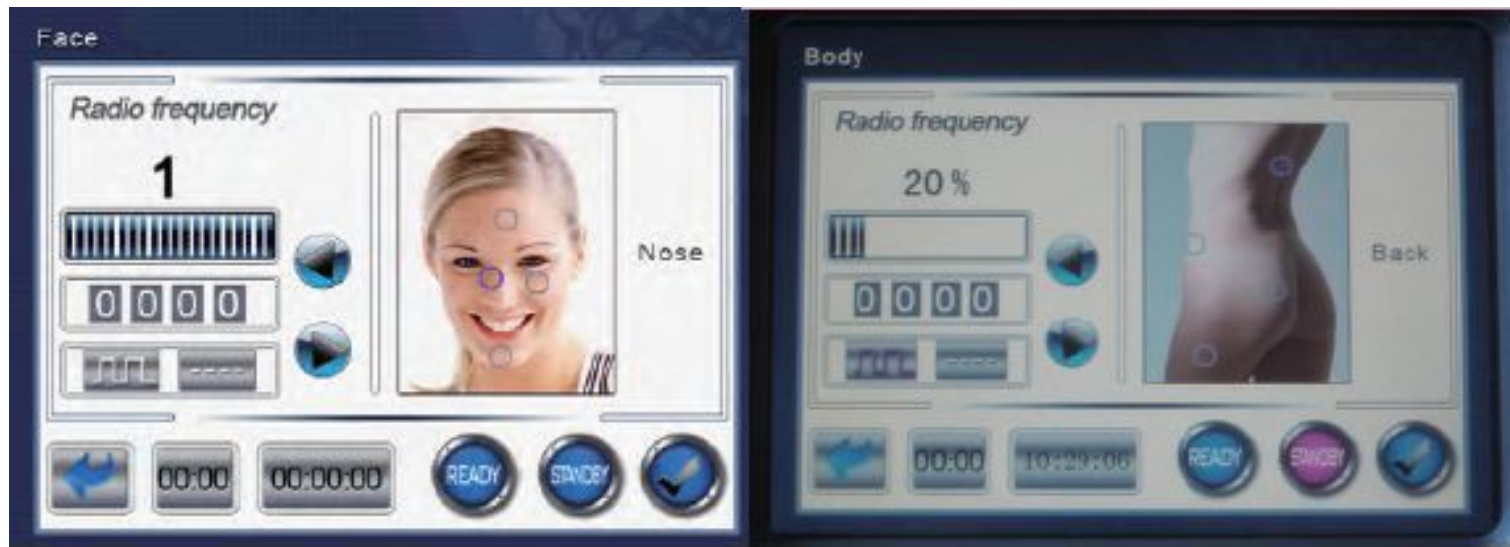 Face
Radio frequency
1
Nose
0000
00:00
00:00:00
READY
STANDBY
Body
Radio frequency
20%
Back
0000
00:00
10:29:06
READY
STANDBY